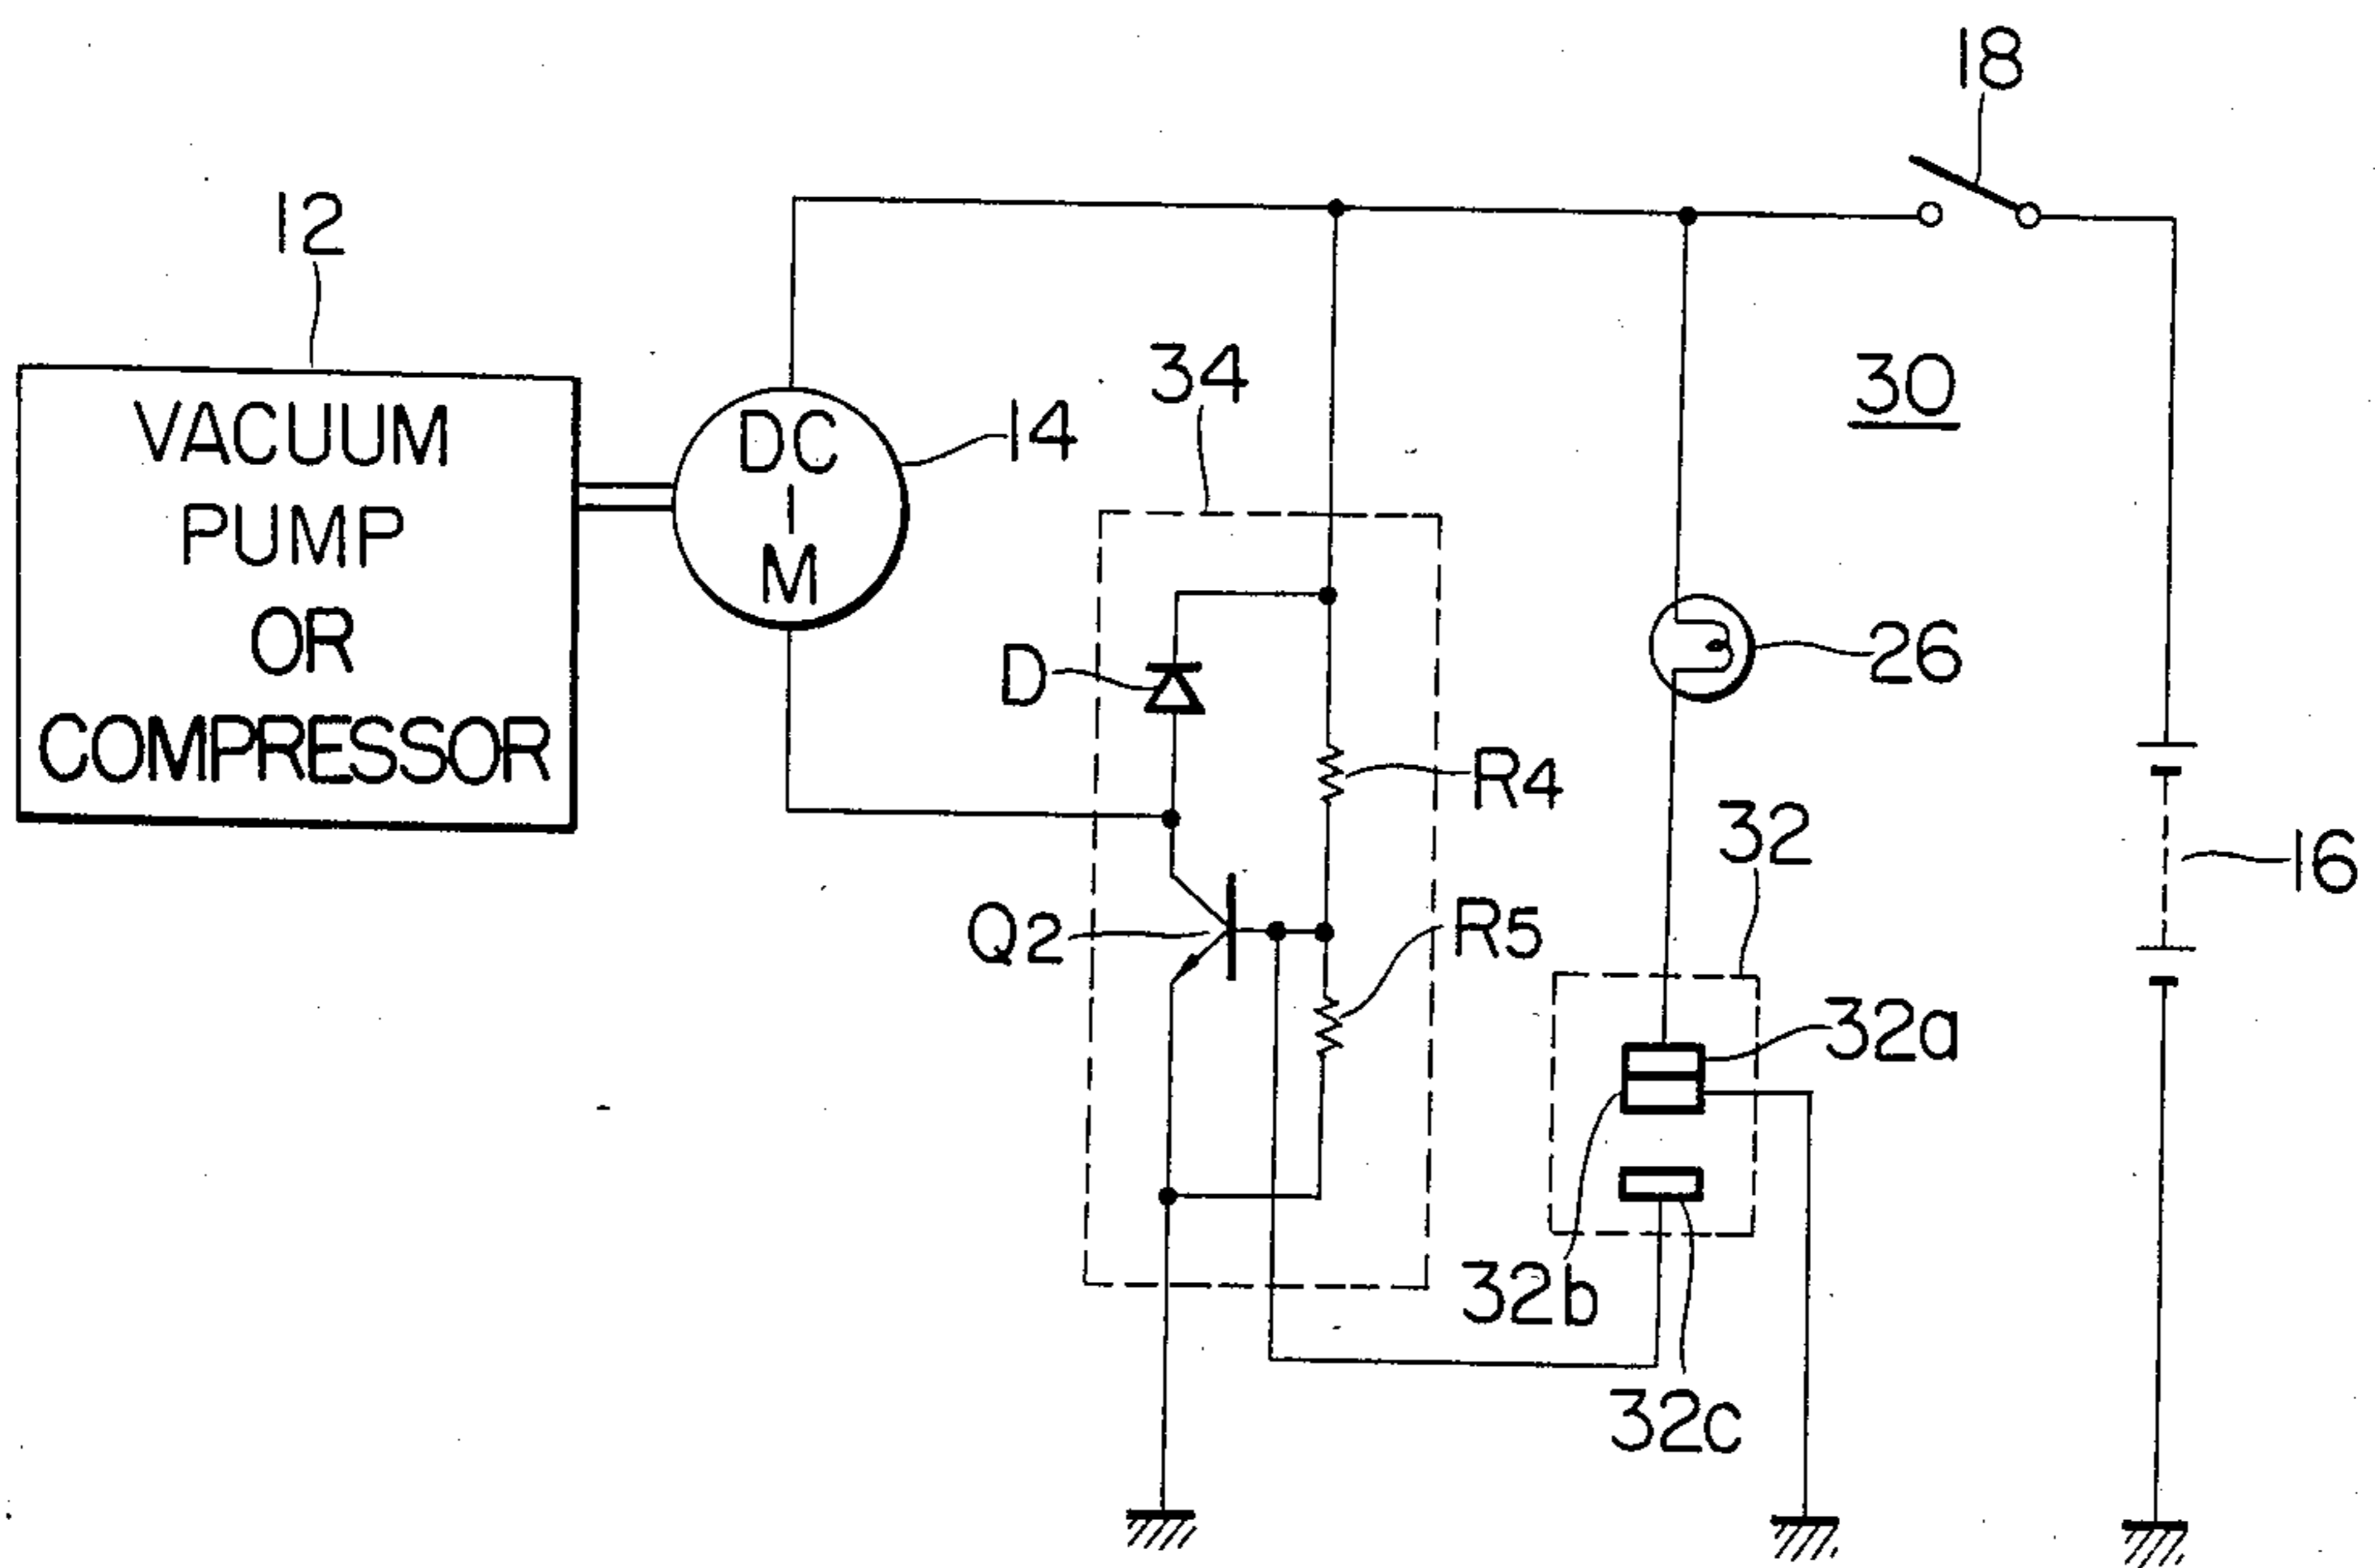 18
12
30
34
VACUUM
PUMP
OR
COMPRESSOR
DC
-
M
14
D
26
R4
32
16
Q2
R5
32a
32b
32c